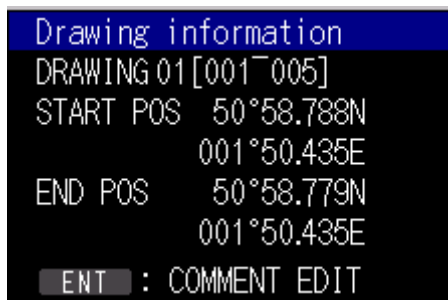 Drawing information
DRAWING 01[001‾005]
START POS 50°58.788N
001°50.435E
END POS 50°58.779N
001°50.435E
ENT : COMMENT EDIT